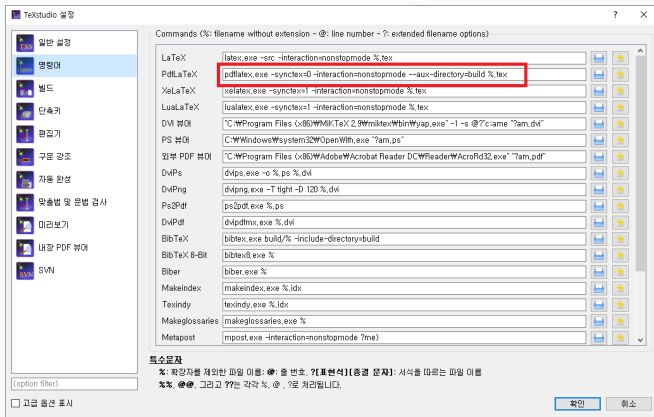 TeXstudio 설정
? ×
일반 설정
명령어
빌드
단축키
편집기
구문 강조
자동 완성
맞춤법 및 문법 검사
미리보기
내장 PDF 뷰어
SVN
(option filter)
고급 옵션 표시
Commands (%: filename without extension - @: line number - ?: extended filename options)
LaTeX latex,exe -src -interaction=nonstopmode %,tex
PdfLaTeX pdflatex,exe -synctex=0 -interaction=nonstopmode --aux-directory=build %,tex
XeLaTeX xelatex,exe -synctex=1 -interaction=nonstopmode %,tex
LuaLaTeX lualatex,exe -synctex=1 -interaction=nonstopmode %,tex
DVI 뷰어 "C:₩Program Files (x86)₩MiKTeX 2,9₩miktex₩bin₩yap,exe" -1 -s @?"c:ame "?am,dvi"
PS 뷰어 C:₩Windows₩system32₩OpenWith,exe "?am,ps"
외부 PDF 뷰어 "C:₩Program Files (x86)₩Adobe₩Acrobat Reader DC₩Reader₩AcroRd32,exe" "?am,pdf"
DviPs dvips,exe -o %,ps %,dvi
DviPng dvipng,exe -T tight -D 120 %,dvi
Ps2Pdf ps2pdf,exe %,ps
DviPdf dvipdfmx,exe %,dvi
BibTeX bibtex,exe build/% -include-directory=build
BibTeX 8-Bit bibtex8,exe %
Biber biber,exe %
Makeindex makeindex,exe %,idx
Texindy texindy,exe %,idx
Makeglossaries makeglossaries,exe %
Metapost mpost,exe -interaction=nonstopmode ?me)
특수문자
%: 확장자를 제외한 파일 이름; @: 줄 번호, ?[표현식][종결 문자]: 서식을 따르는 파일 이름
%%, @@, 그리고 ??는 각각 %, @ , ?로 처리됩니다.
확인 취소